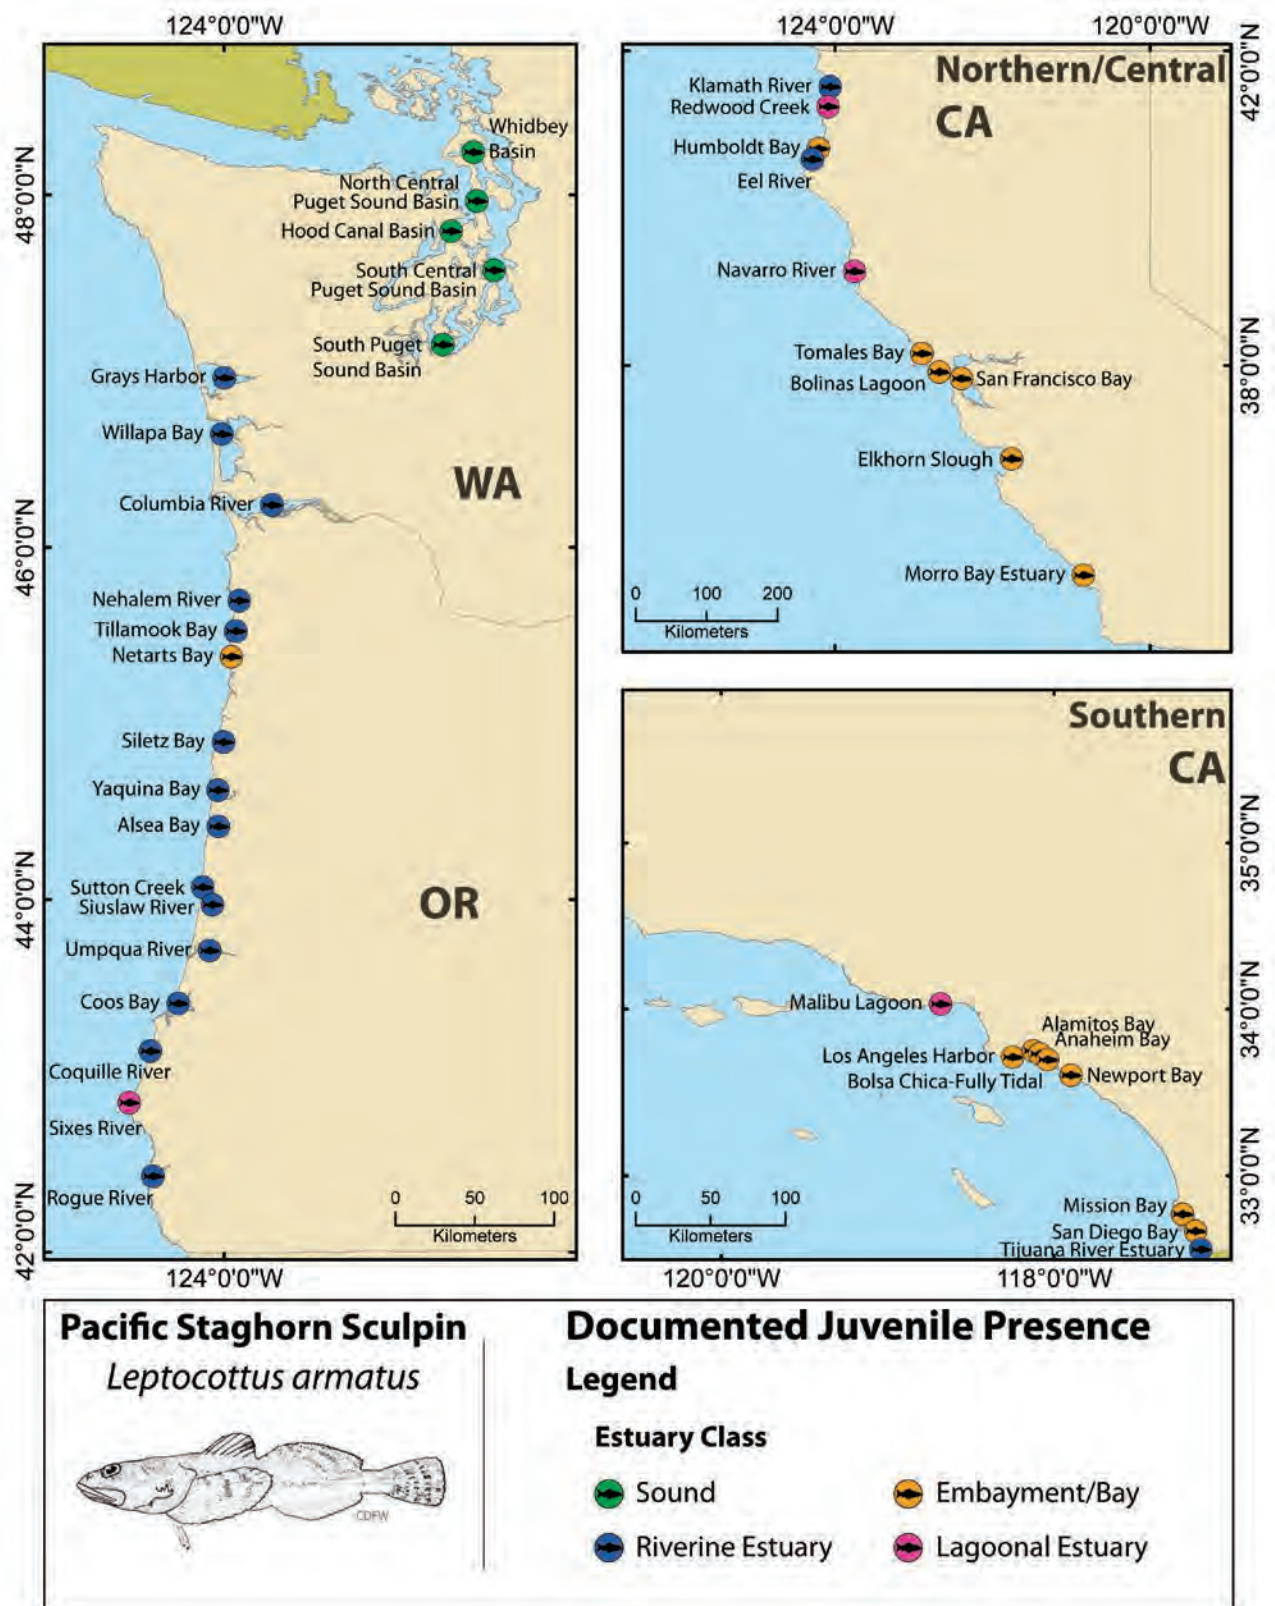 124°0'0"W
Whidbey
Basin
North Central
Puget Sound Basin
Hood Canal Basin
South Central
Puget Sound Basin
South Puget
Sound Basin
Grays Harbor
Willapa Bay
WA
Columbia River
Nehalem River
Tillamook Bay
Netarts Bay
Siletz Bay
Yaquina Bay
Alsea Bay
Sutton Creek
Siuslaw River
OR
Umpqua River
Coos Bay
Coquille River
Sixes River
Rogue River
0 50 100
Kilometers
48°0'0"N
46°0'0"N
44°0'0"N
42°0'0"N
124°0'0"W
124°0'0"W 120°0'0"W
Northern/Central
CA
Klamath River
Redwood Creek
Humboldt Bay
Eel River
Navarro River
Tomales Bay
Bolinas Lagoon
San Francisco Bay
Elkhorn Slough
Morro Bay Estuary
0 100 200
Kilometers
42°0'0"N
38°0'0"N
Southern
CA
Malibu Lagoon
Alamitos Bay
Anaheim Bay
Los Angeles Harbor
Bolsa Chica-Fully Tidal
Newport Bay
Mission Bay
San Diego Bay
Tijuana River Estuary
0 50 100
Kilometers
35°0'0"N
34°0'0"N
33°0'0"N
120°0'0"W 118°0'0"W
Pacific Staghorn Sculpin
Leptocottus armatus
CDFW
Documented Juvenile Presence
Legend
Estuary Class
Sound
Embayment/Bay
Riverine Estuary
Lagoonal Estuary